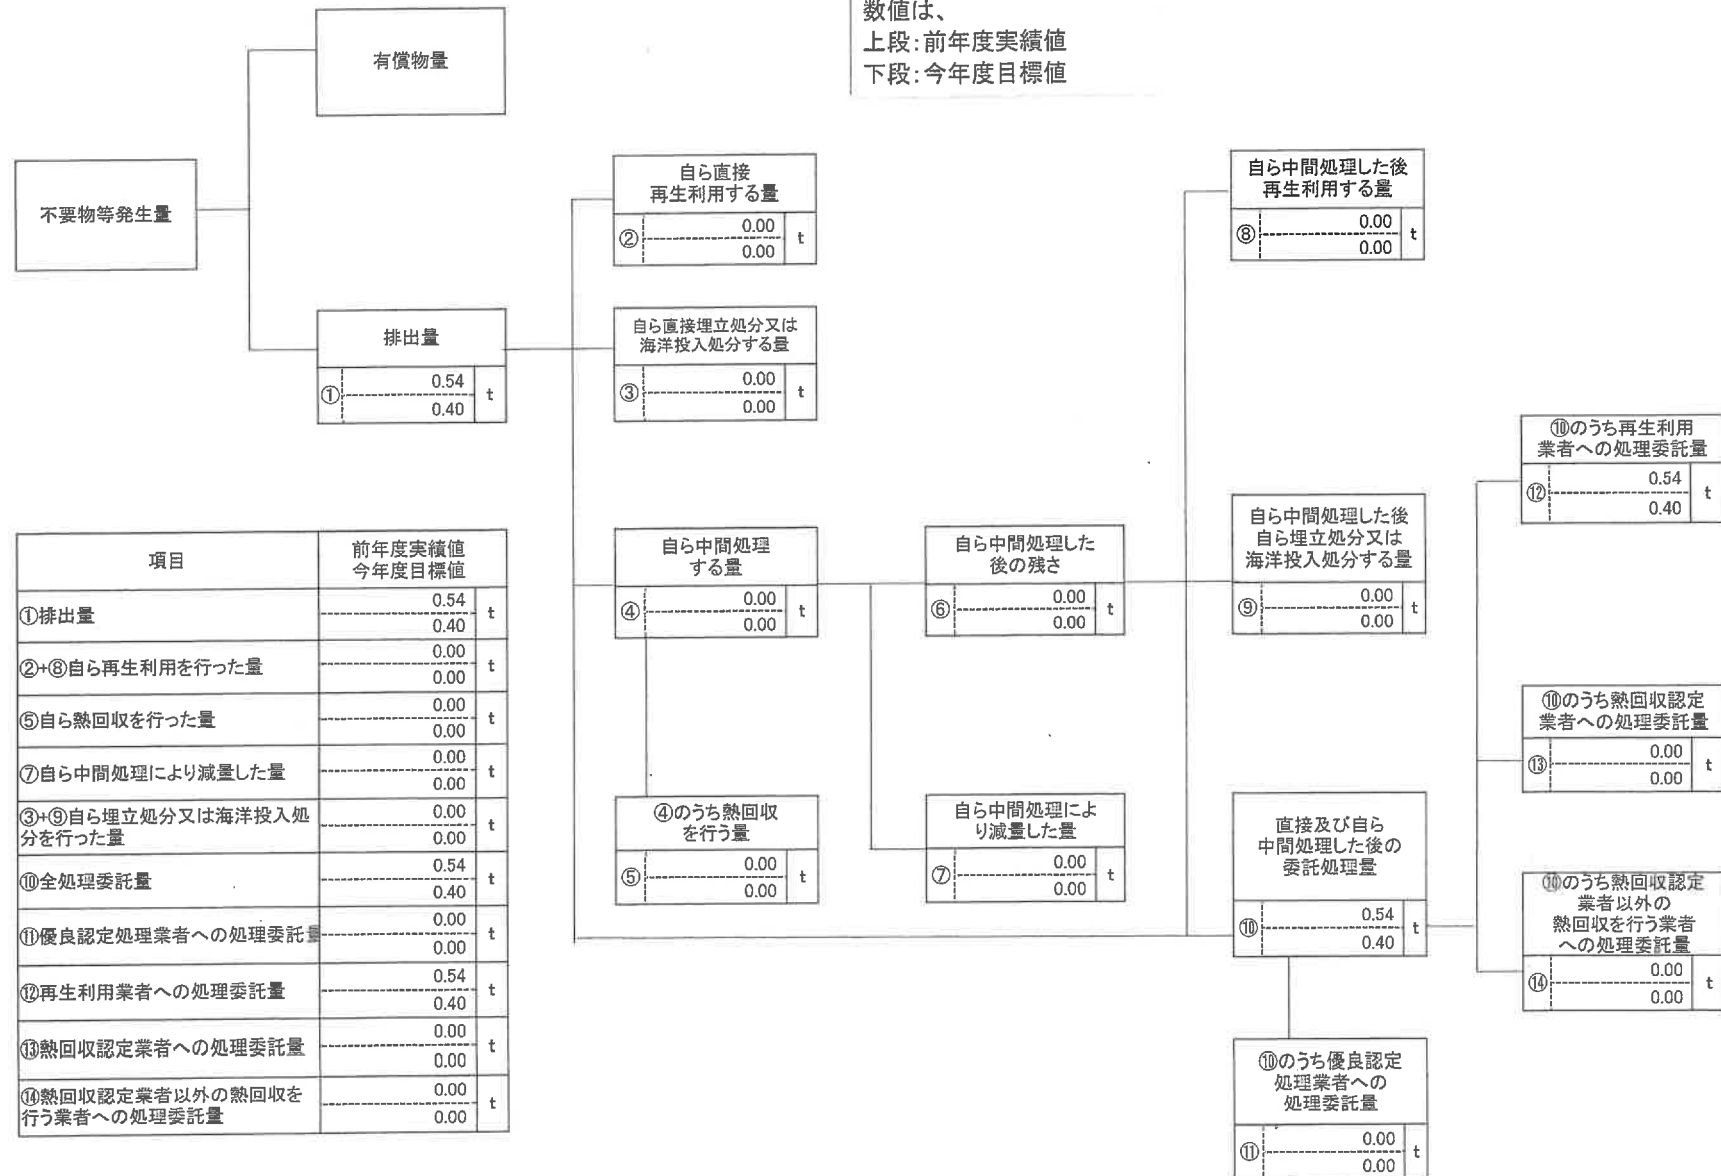 数値は、
上段:前年度実績値
下段:今年度目標値
有償物量
不要物等発生量
排出量
① 0.54 t
0.40
自ら直接
再生利用する量
② 0.00 t
0.00
自ら直接埋立処分又は
海洋投入処分する量
③ 0.00 t
0.00
自ら中間処理
する量
④ 0.00 t
0.00
④のうち熱回収
を行う量
⑤ 0.00 t
0.00
自ら中間処理した
後の残さ
⑥ 0.00 t
0.00
自ら中間処理によ
り減量した量
⑦ 0.00 t
0.00
自ら中間処理した後
再生利用する量
⑧ 0.00 t
0.00
自ら中間処理した後
自ら埋立処分又は
海洋投入処分する量
⑨ 0.00 t
0.00
直接及び自ら
中間処理した後の
委託処理量
⑩ 0.54 t
0.40
⑩のうち優良認定
処理業者への
処理委託量
⑪ 0.00 t
0.00
⑩のうち再生利用
業者への処理委託量
⑫ 0.54 t
0.40
⑩のうち熱回収認定
業者への処理委託量
⑬ 0.00 t
0.00
⑩のうち熱回収認定
業者以外の
熱回収を行う業者
への処理委託量
⑭ 0.00 t
0.00
項目 前年度実績値
今年度目標値
①排出量 0.54 t
0.40
②+⑧自ら再生利用を行った量 0.00 t
0.00
⑤自ら熱回収を行った量 0.00 t
0.00
⑦自ら中間処理により減量した量 0.00 t
0.00
③+⑨自ら埋立処分又は海洋投入処 0.00 t
分を行った量 0.00
⑩全処理委託量 0.54 t
0.40
⑪優良認定処理業者への処理委託量 0.00 t
0.00
⑫再生利用業者への処理委託量 0.54 t
0.40
⑬熱回収認定業者への処理委託量 0.00 t
0.00
⑭熱回収認定業者以外の熱回収を 0.00 t
行う業者への処理委託量 0.00